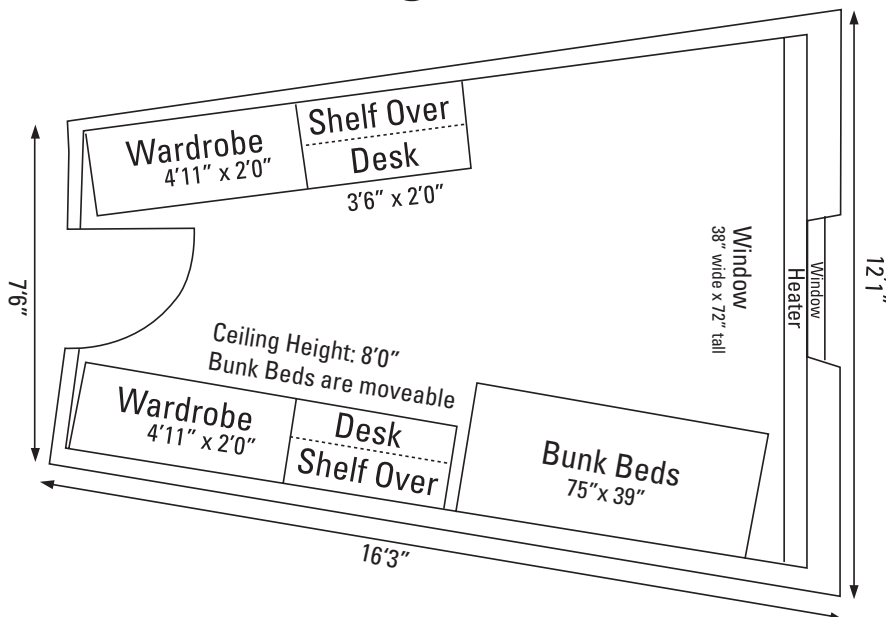 Wardrobe
4'11" x 2'0"
Shelf Over
Desk
3'6" x 2'0"
7'6"
Window
38" wide x 72" tall
Heater
Window
12'1"
Ceiling Height: 8'0"
Bunk Beds are moveable
Wardrobe
4'11" x 2'0"
Desk
Shelf Over
Bunk Beds
75"x 39"
16'3"